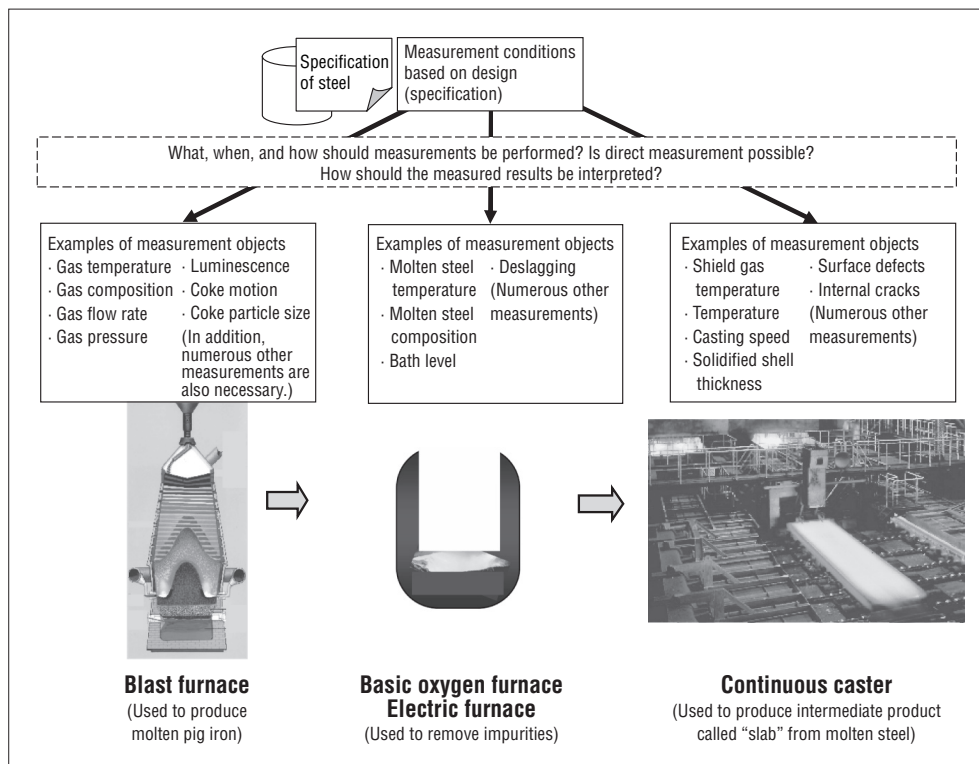 Specification
of steel
Measurement conditions
based on design
(specification)
What, when, and how should measurements be performed? Is direct measurement possible?
How should the measured results be interpreted?
Examples of measurement objects
· Gas temperature
· Gas composition
· Gas flow rate
· Gas pressure
· Luminescence
· Coke motion
· Coke particle size
(In addition,
numerous other
measurements are
also necessary.)
Examples of measurement objects
· Molten steel
temperature
· Molten steel
composition
· Bath level
· Deslagging
(Numerous other
measurements)
Examples of measurement objects
· Shield gas
temperature
· Temperature
· Casting speed
· Solidified shell
thickness
· Surface defects
· Internal cracks
(Numerous other
measurements)
Blast furnace
(Used to produce
molten pig iron)
Basic oxygen furnace
Electric furnace
(Used to remove impurities)
Continuous caster
(Used to produce intermediate product
called “slab” from molten steel)